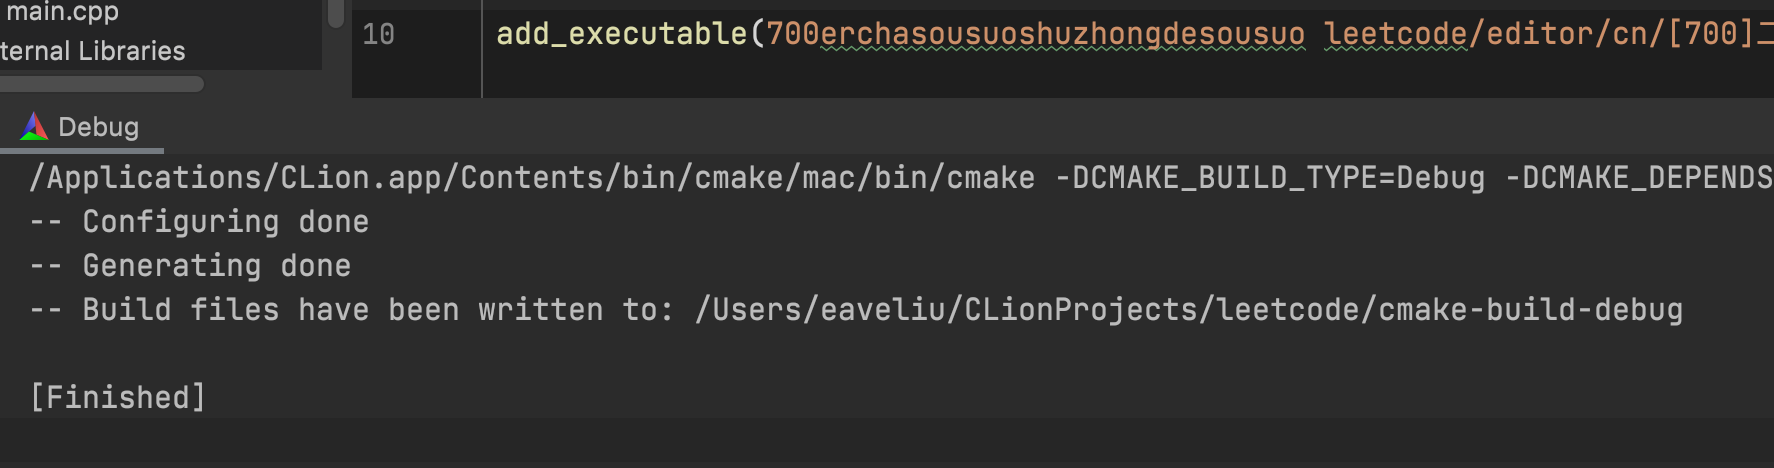 main.cpp
ternal Libraries
10 add_executable(700erchasousuoshuzhongdesousuo leetcode/editor/cn/[700]二
Debug
/Applications/CLion.app/Contents/bin/cmake/mac/bin/cmake -DCMAKE_BUILD_TYPE=Debug -DCMAKE_DEPENDS
-- Configuring done
-- Generating done
-- Build files have been written to: /Users/eaveliu/CLionProjects/leetcode/cmake-build-debug
[Finished]